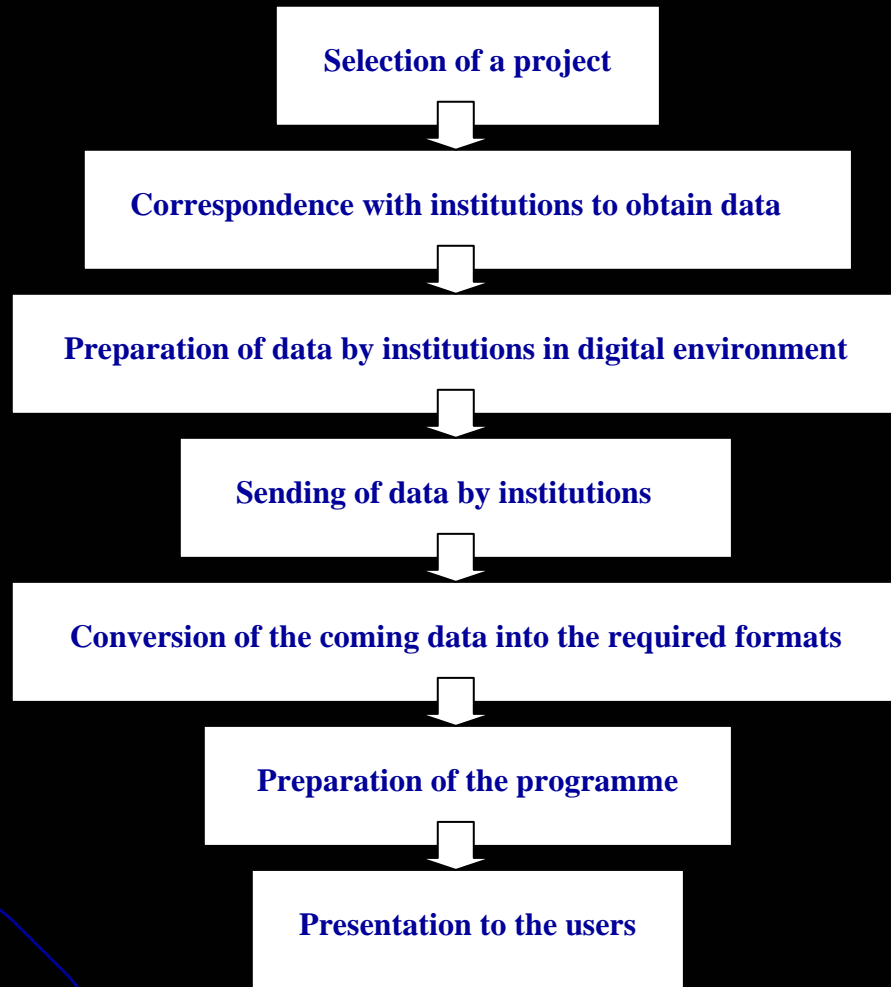 Selection of a project
Correspondence with institutions to obtain data
Preparation of data by institutions in digital environment
Sending of data by institutions
Conversion of the coming data into the required formats
Preparation of the programme
Presentation to the users